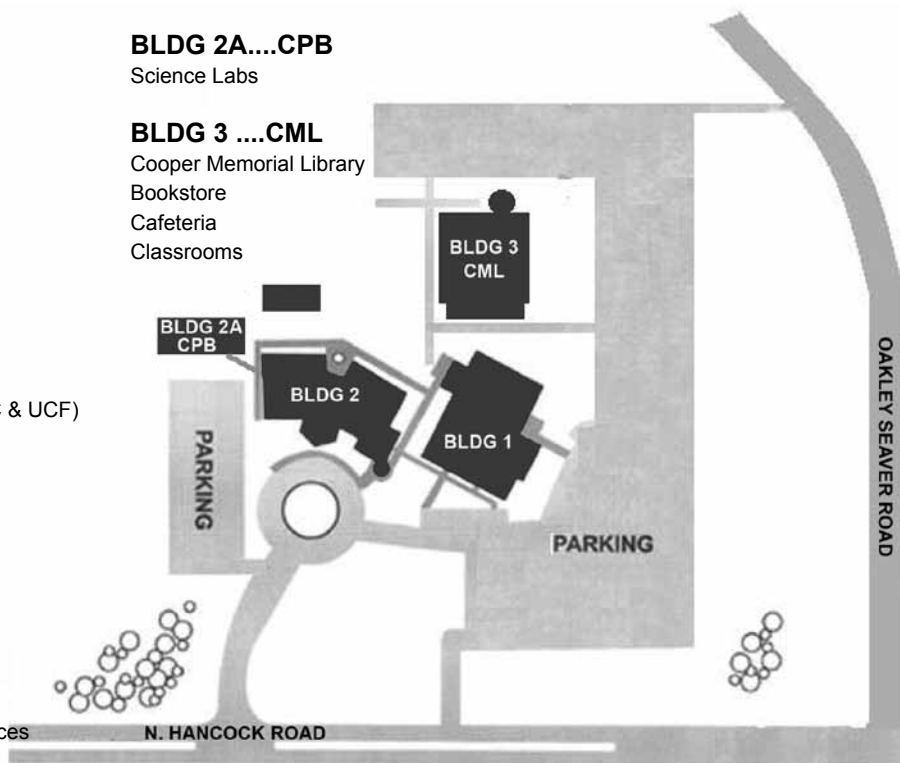 BLDG 2A....CPB
Science Labs
BLDG 3 ....CML
Cooper Memorial Library
Bookstore
Cafeteria
Classrooms
BLDG 3
CML
BLDG 2A
CPB
BLDG 2
BLDG 1
& UCF)
PARKING
PARKING
OAKLEY SEAVER ROAD
N. HANCOCK ROAD